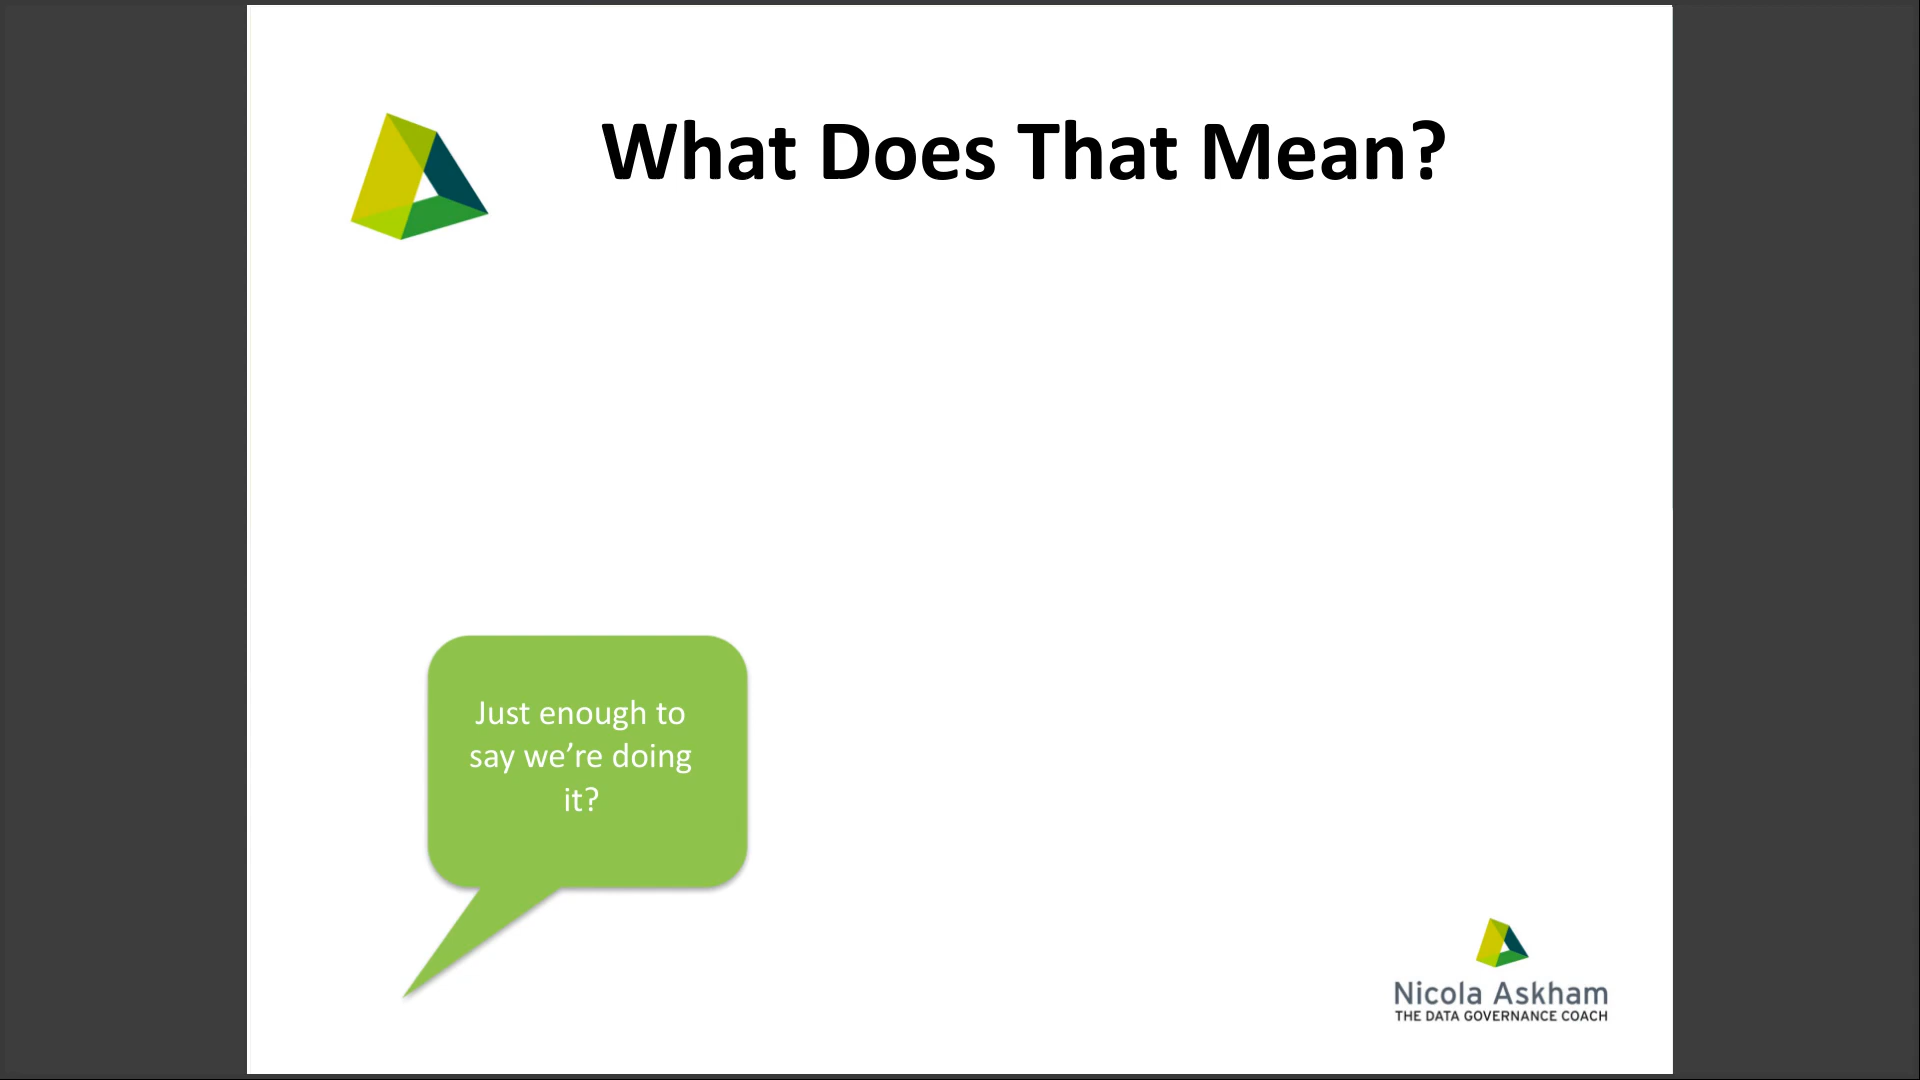 What Does That Mean?
Just enough to
say we’re doing
it?
Nicola Askham
THE DATA GOVERNANCE COACH